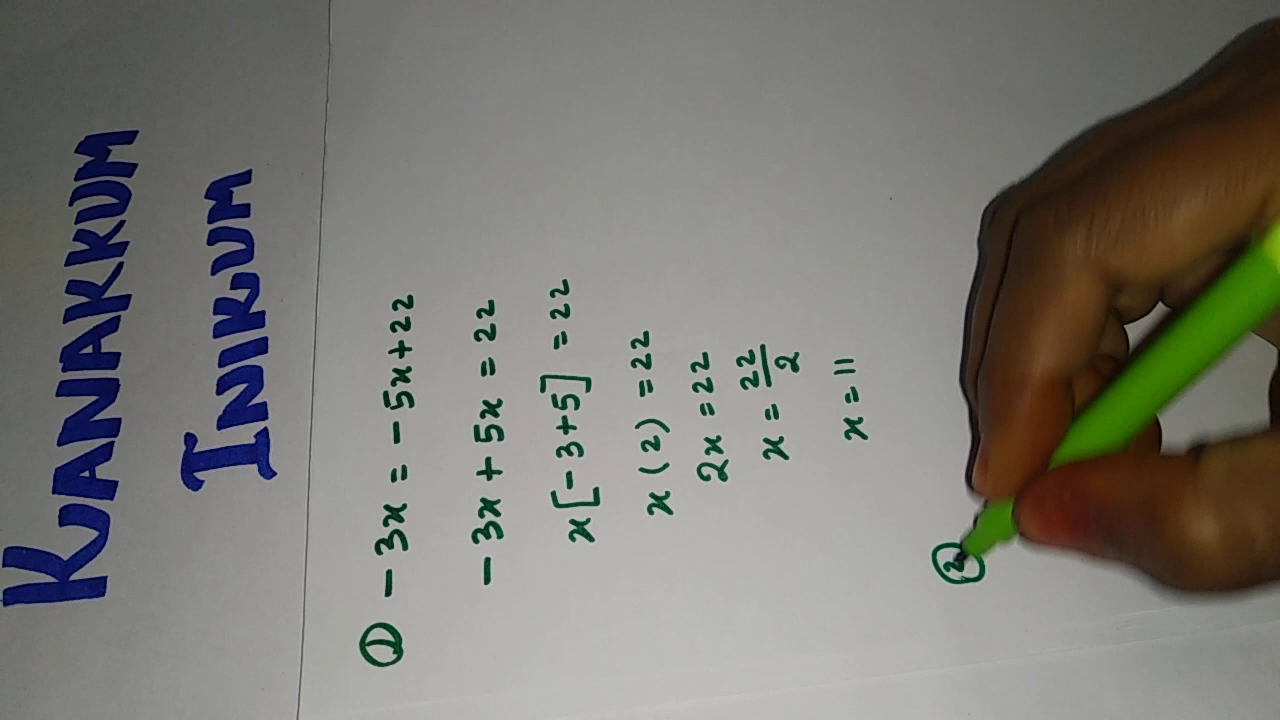 KANAKKUM
INIKUM
① - 3x = - 5x + 22
- 3x + 5x = 22
x [ - 3 + 5 ] = 22
x ( 2 ) = 22
2x = 22
x = 22/2
x = 11
②